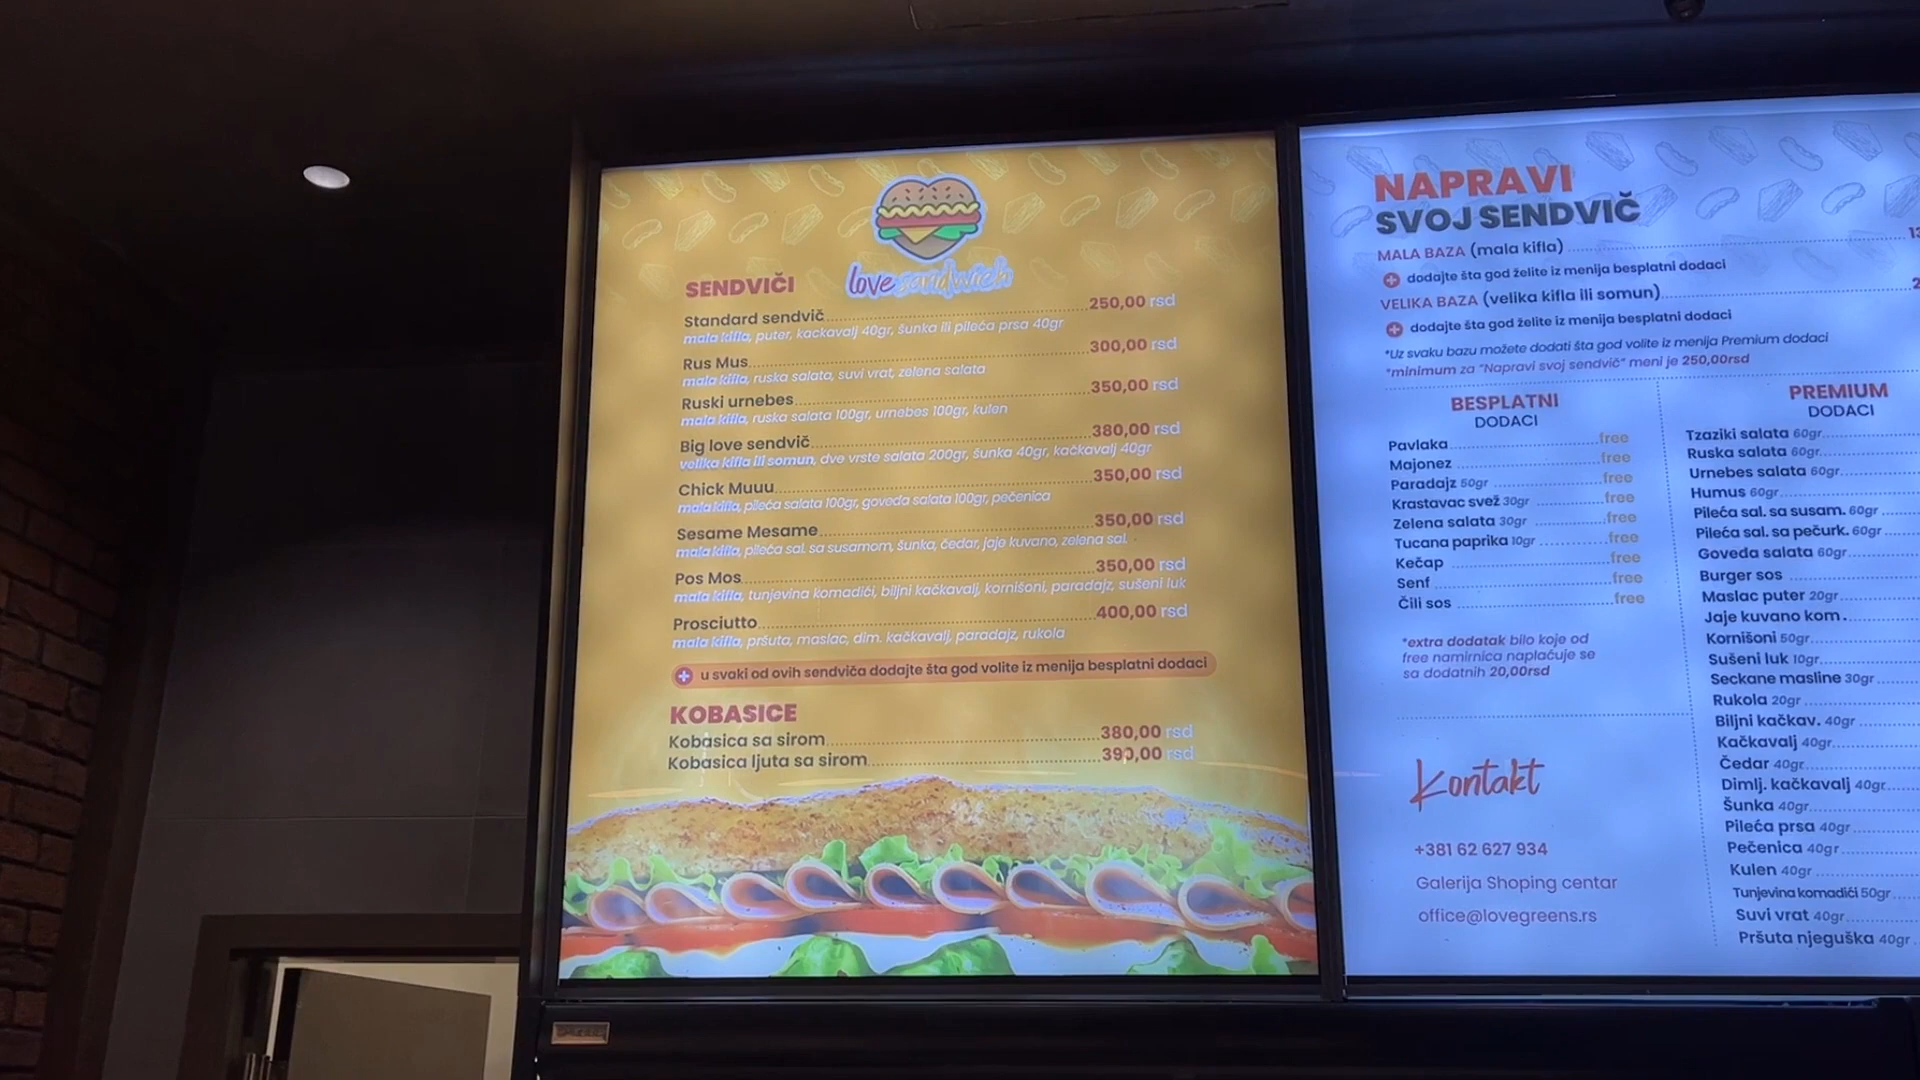 love sandwich
SENDVIČI
Standard sendvič 250,00 rsd
mala kifla, puter, kackavalj 40gr, šunka ili pileća prsa 40gr
Rus Mus 300,00 rsd
mala kifla, ruska salata, suvi vrat, zelena salata
Ruski urnebes 350,00 rsd
mala kifla, ruska salata 100gr, urnebes 100gr, kulen
Big love sendvič 380,00 rsd
velika kifla ili somun, dve vrste salata 200gr, šunka 40gr, kačkavalj 40gr
Chick Muuu 350,00 rsd
mala kifla, pileća salata 100gr, goveđa salata 100gr, pečenica
Sesame Mesame 350,00 rsd
mala kifla, pileća sal. sa susamom, šunka, čedar, jaje kuvano, zelena sal.
Pos Mos 350,00 rsd
mala kifla, tunjevina komadići, biljni kačkavalj, kornišoni, paradajz, sušeni luk
Prosciutto 400,00 rsd
mala kifla, pršuta, maslac, dim. kačkavalj, paradajz, rukola
u svaki od ovih sendviča dodajte šta god volite iz menija besplatni dodaci
KOBASICE
Kobasica sa sirom 380,00 rsd
Kobasica ljuta sa sirom 390,00 rsd
NAPRAVI
SVOJ SENDVIČ
MALA BAZA (mala kifla)
dodajte šta god želite iz menija besplatni dodaci
VELIKA BAZA (velika kifla ili somun)
dodajte šta god želite iz menija besplatni dodaci
*Uz svaku bazu možete dodati šta god volite iz menija Premium dodaci
*minimum za "Napravi svoj sendvič" meni je 250,00rsd
BESPLATNI
DODACI
Pavlaka free
Majonez free
Paradajz 50gr free
Krastavac svež 30gr free
Zelena salata 30gr free
Tucana paprika 10gr free
Kečap free
Senf free
Čili sos free
*extra dodatak bilo koje od
free namirnica naplaćuje se
sa dodatnih 20,00rsd
Kontakt
+381 62 627 934
Galerija Shoping centar
office@lovegreens.rs
PREMIUM
DODACI
Tzaziki salata 60gr
Ruska salata 60gr
Urnebes salata 60gr
Humus 60gr
Pileća sal. sa susam. 60gr
Pileća sal. sa pečurk. 60gr
Goveđa salata 60gr
Burger sos
Maslac puter 20gr
Jaje kuvano kom.
Kornišoni 50gr
Sušeni luk 10gr
Seckane masline 30gr
Rukola 20gr
Biljni kačkav. 40gr
Kačkavalj 40gr
Čedar 40gr
Dimlj. kačkavalj 40gr
Šunka 40gr
Pileća prsa 40gr
Pečenica 40gr
Kulen 40gr
Tunjevina komadići 50gr
Suvi vrat 40gr
Pršuta njeguška 40gr